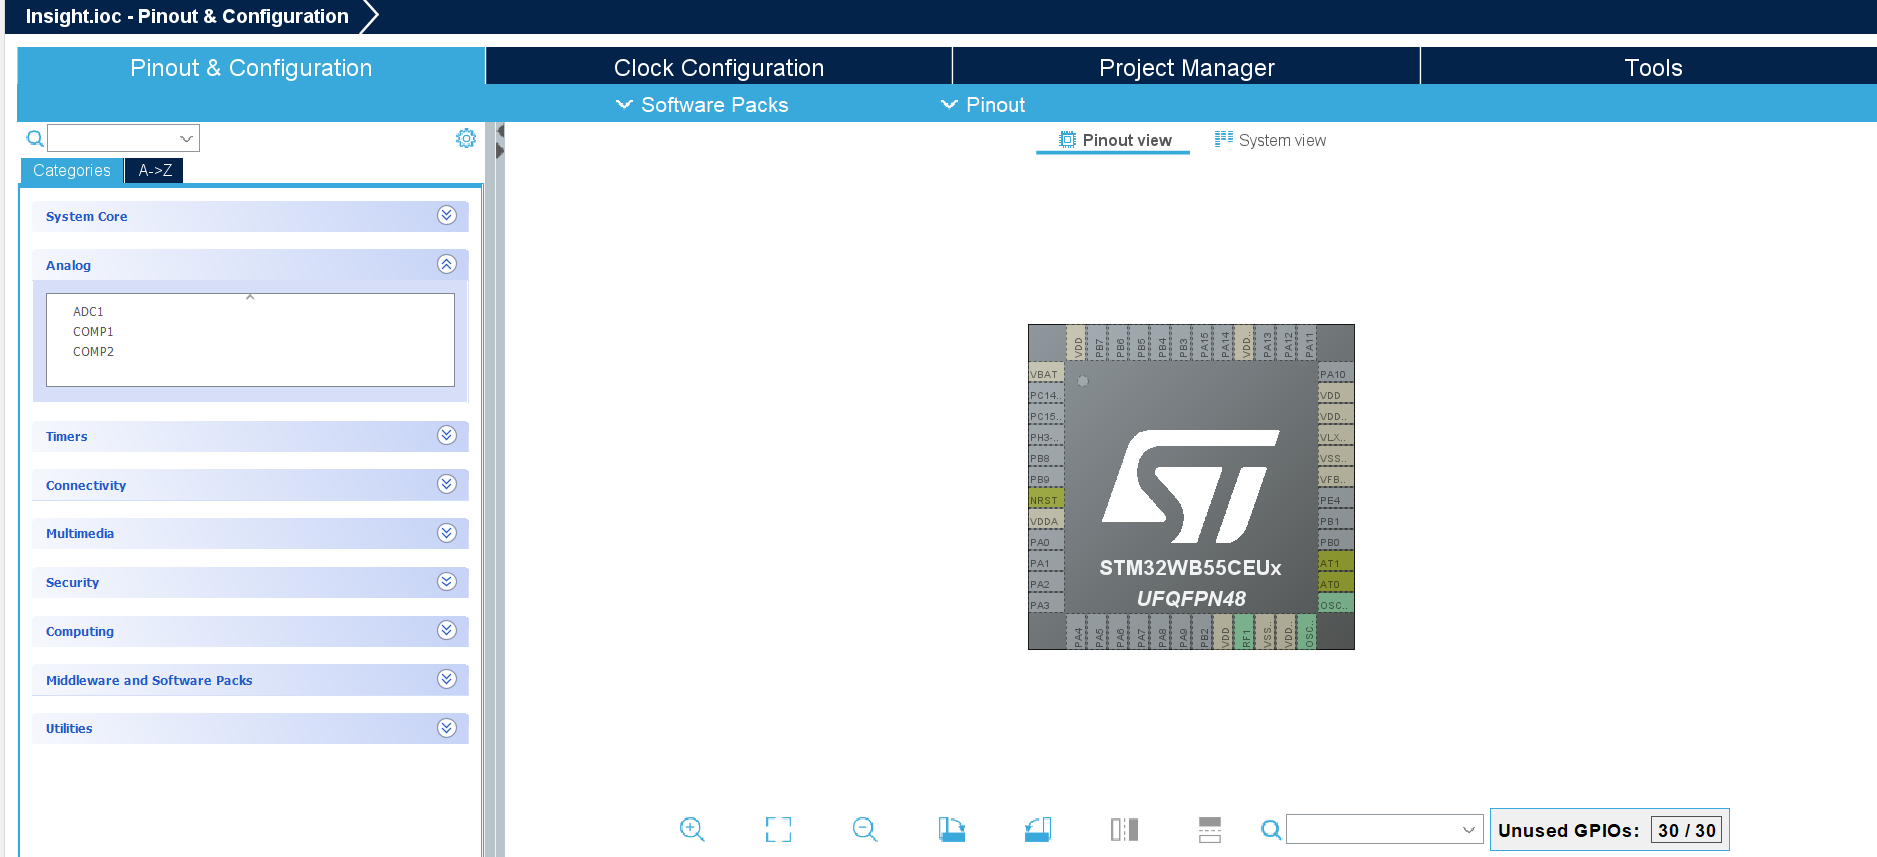 Insight.ioc - Pinout & Configuration
Pinout & Configuration
Clock Configuration
Project Manager
Tools
Software Packs
Pinout
Pinout view
System view
Categories
A->Z
System Core
Analog
ADC1
COMP1
COMP2
Timers
Connectivity
Multimedia
Security
Computing
Middleware and Software Packs
Utilities
VDD
PB7
PB6
PB5
PB4
PB3
PA15
PA14
VDD..
PA13
PA12
PA11
VBAT
PC14..
PC15..
PH3-..
PB8
PB9
NRST
VDDA
PA0
PA1
PA2
PA3
PA10
VDD
VDD..
VLX..
VSS..
VFB..
PE4
PB1
PB0
AT1
AT0
OSC..
ST
STM32WB55CEUx
UFQFPN48
PA4
PA5
PA6
PA7
PA8
PA9
PB2
VDD
RF1
VSS..
VDD..
OSC..
Unused GPIOs: 30 / 30